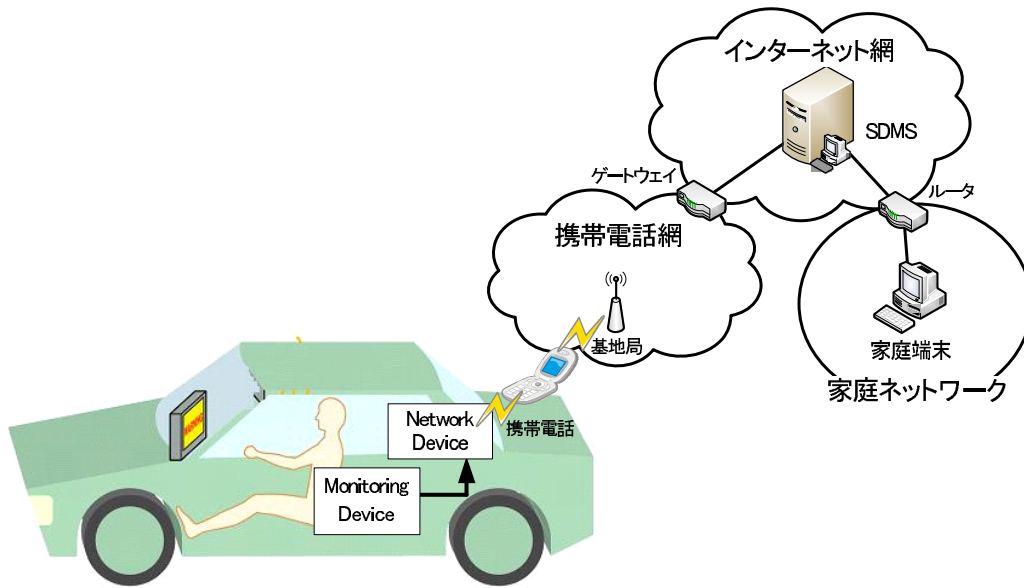 インターネット網
SDMS
ゲートウェイ
ルータ
携帯電話網
基地局
家庭端末
家庭ネットワーク
携帯電話
Network
Device
Monitoring
Device
WARNING